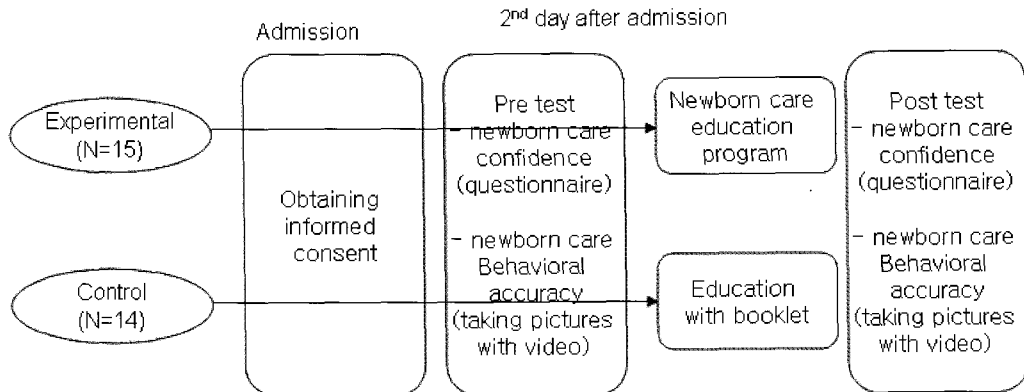 Admission
2nd day after admission
Experimental
(N=15)
Control
(N=14)
Obtaining
informed
consent
Pre test
- newborn care
confidence
(questionnaire)
- newborn care
Behavioral
accuracy
(taking pictures
with video)
Newborn care
education
program
Education
with booklet
Post test
- newborn care
confidence
(questionnaire)
- newborn care
Behavioral
accuracy
(taking pictures
with video)